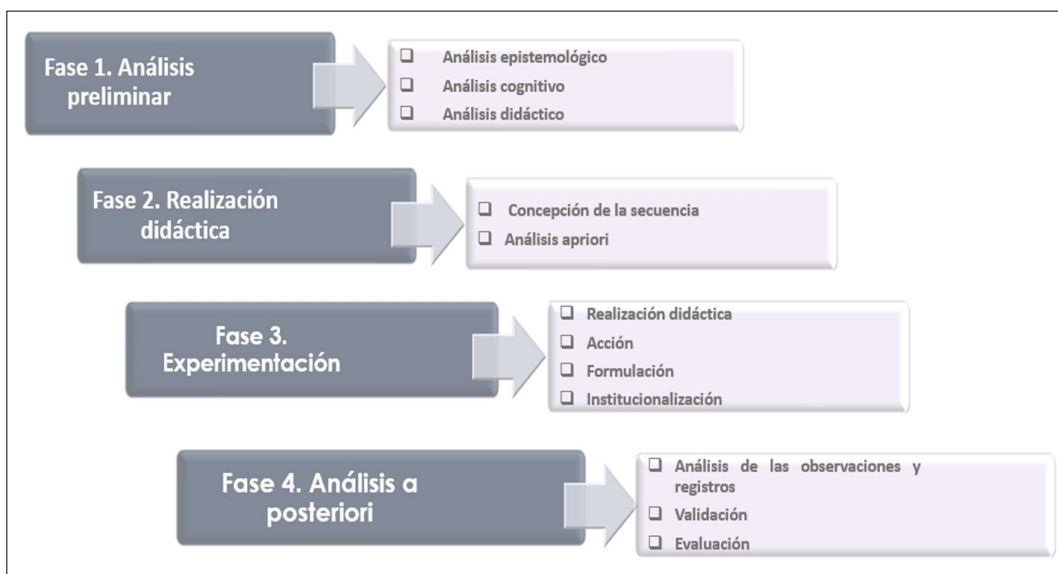 Fase 1. Análisis
preliminar
Análisis epistemológico
Análisis cognitivo
Análisis didáctico
Fase 2. Realización
didáctica
Concepción de la secuencia
Análisis apriori
Fase 3.
Experimentación
Realización didáctica
Acción
Formulación
Institucionalización
Fase 4. Análisis a
posteriori
Análisis de las observaciones y
registros
Validación
Evaluación